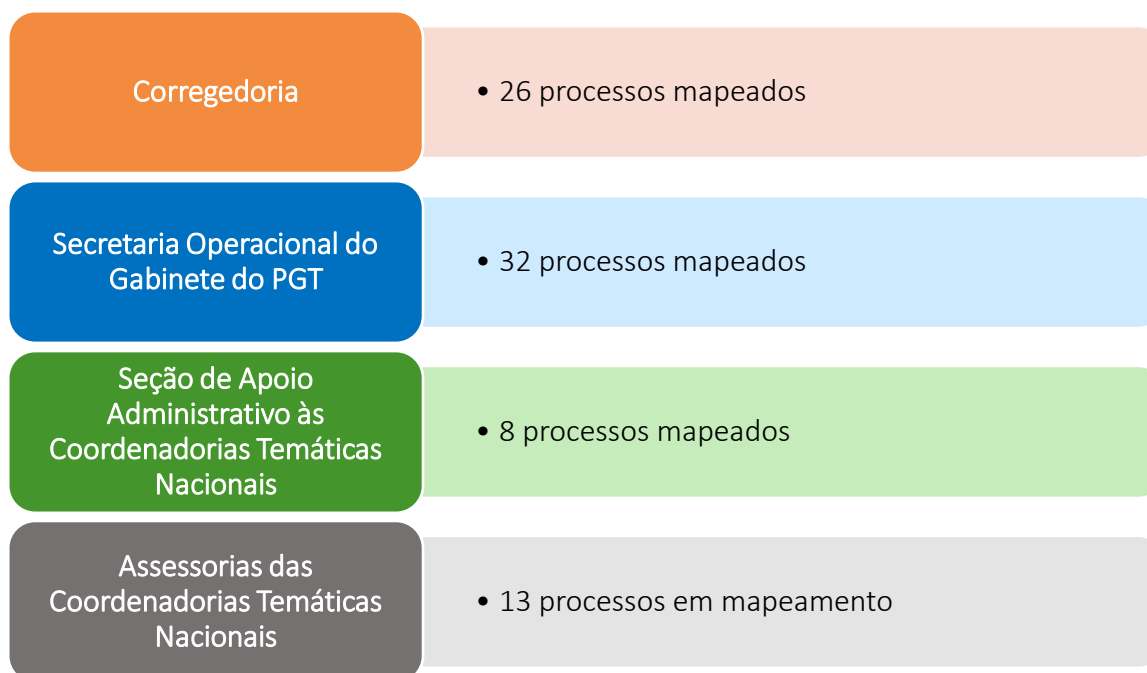 Corregedoria
• 26 processos mapeados
Secretaria Operacional do
Gabinete do PGT
• 32 processos mapeados
Seção de Apoio
Administrativo às
Coordenadorias Temáticas
Nacionais
• 8 processos mapeados
Assessorias das
Coordenadorias Temáticas
Nacionais
• 13 processos em mapeamento